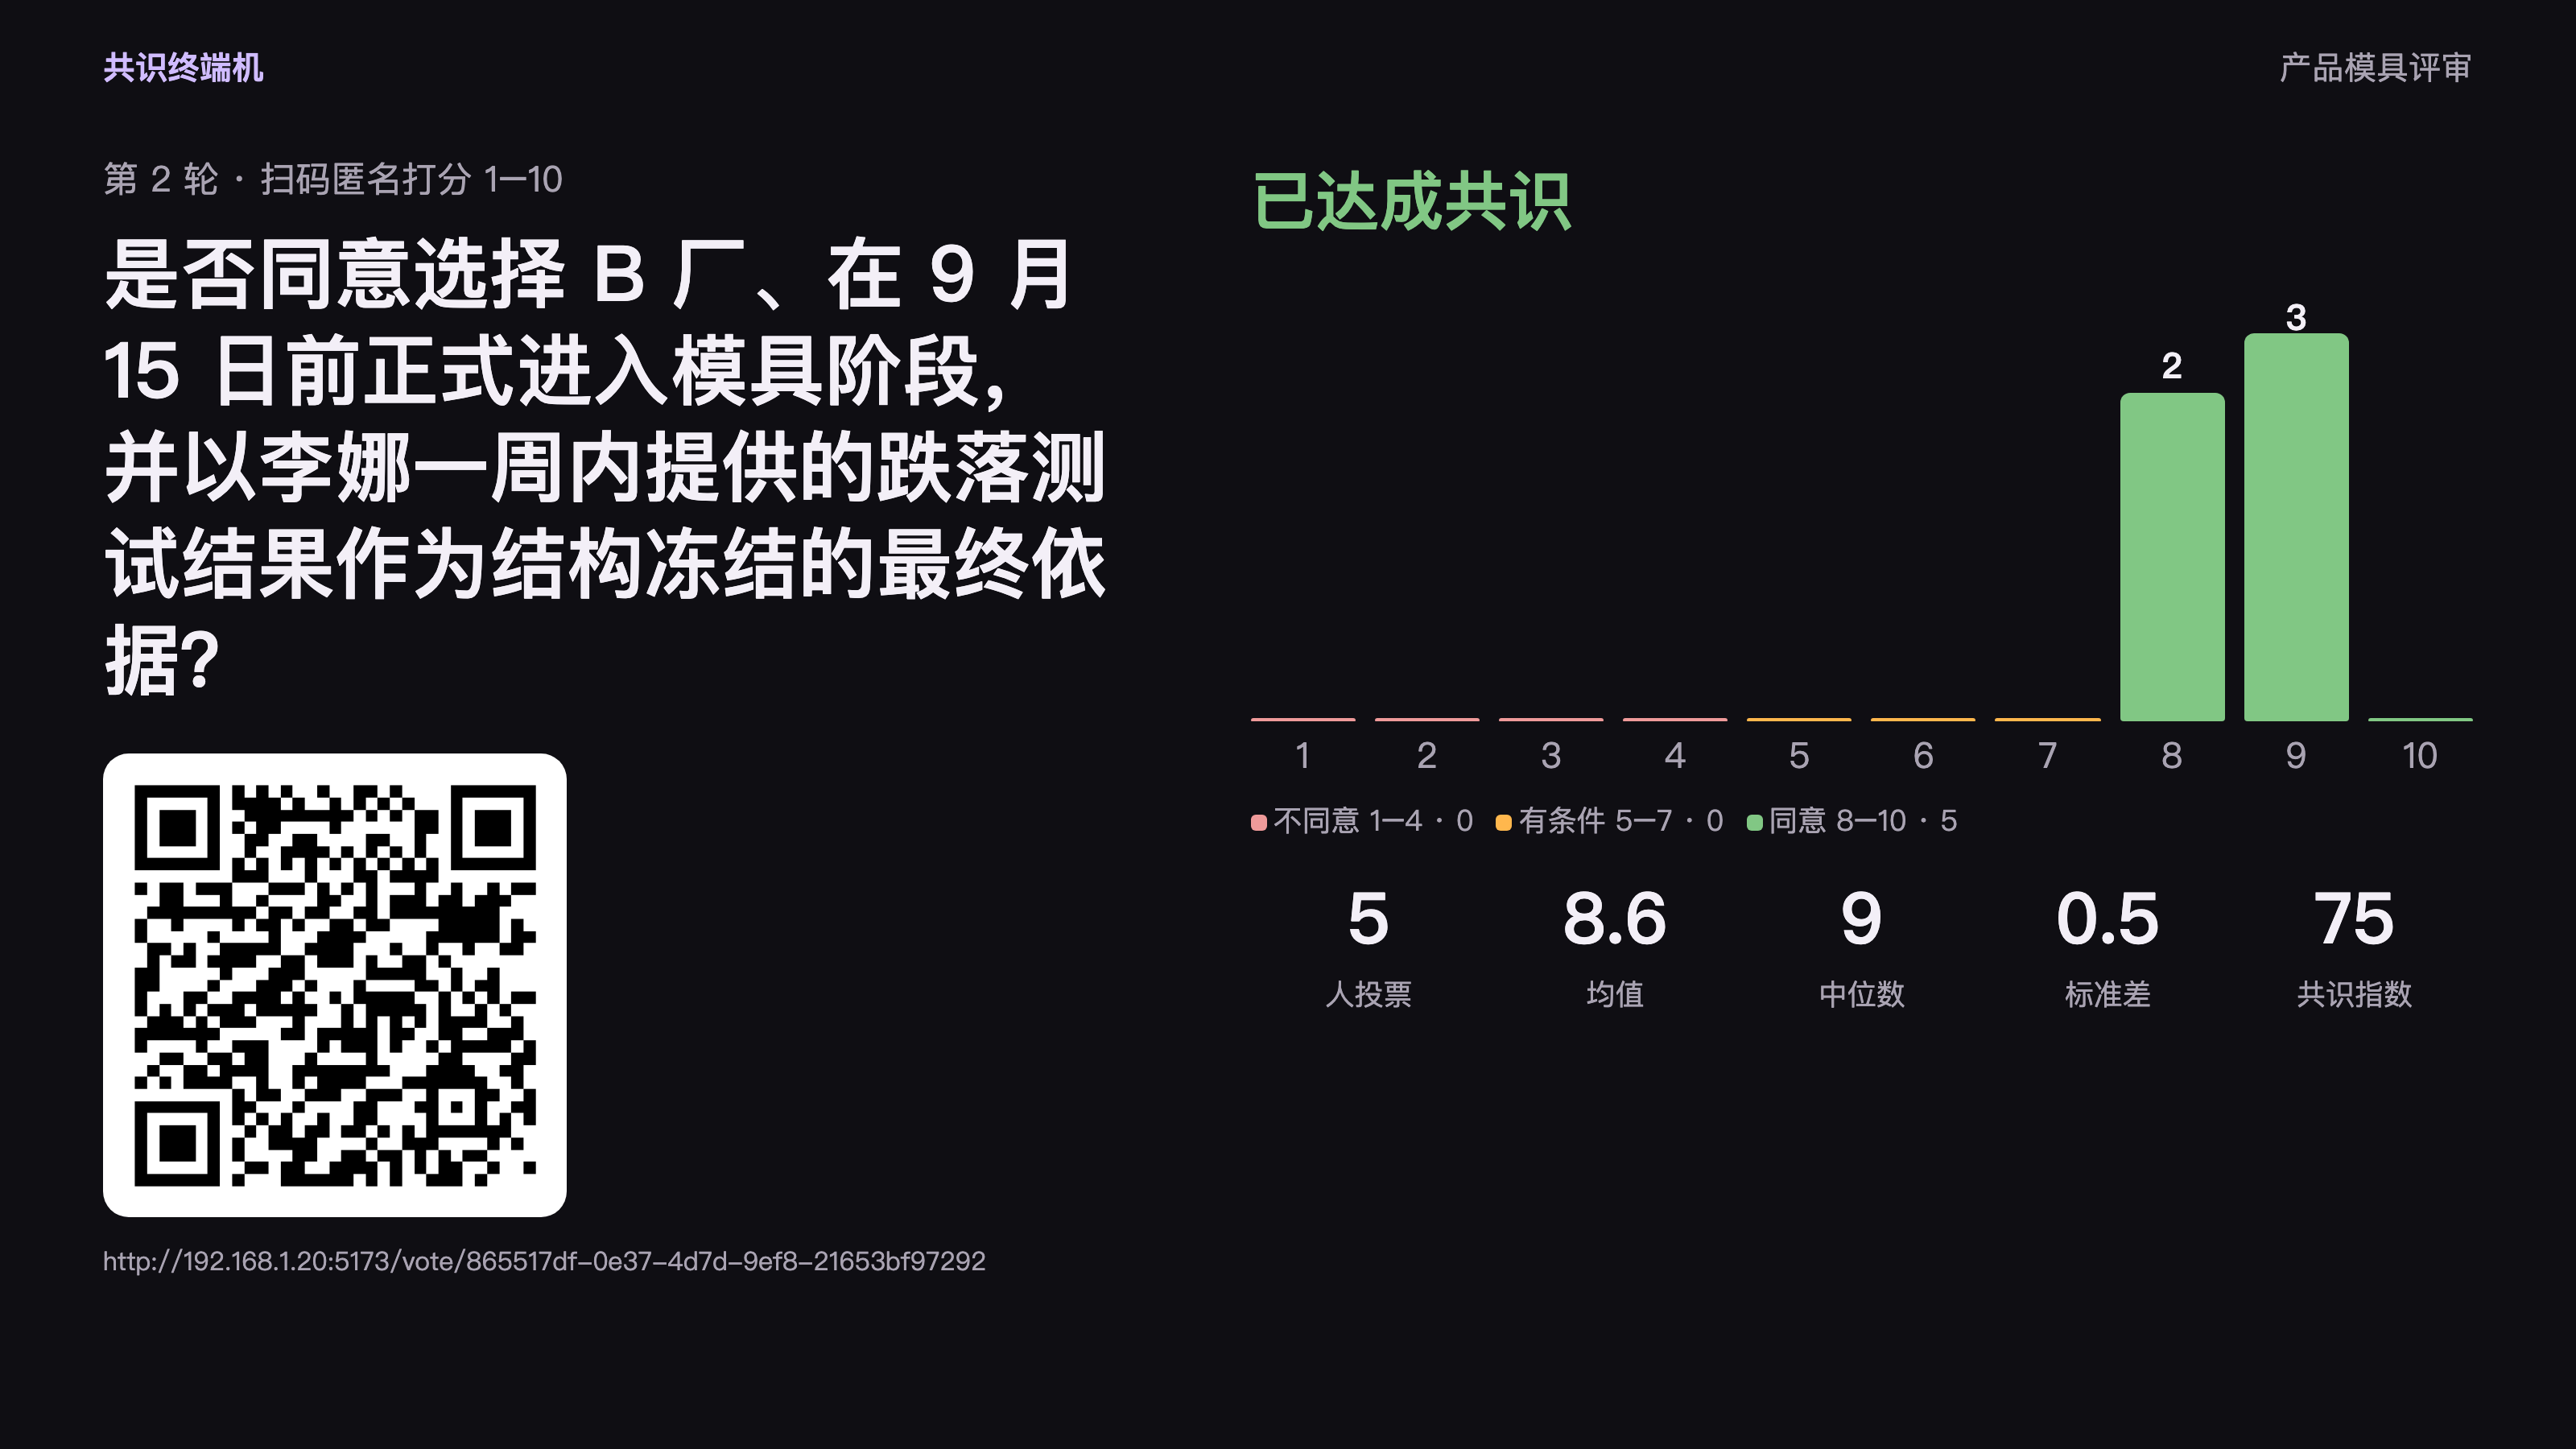 共识终端机
产品模具评审
第 2 轮 · 扫码匿名打分 1–10
是否同意选择 B 厂、在 9 月
15 日前正式进入模具阶段，
并以李娜一周内提供的跌落测
试结果作为结构冻结的最终依
据？
http://192.168.1.20:5173/vote/865517df-0e37-4d7d-9ef8-21653bf97292
已达成共识
2
3
1 2 3 4 5 6 7 8 9 10
不同意 1–4 · 0 有条件 5–7 · 0 同意 8–10 · 5
5 8.6 9 0.5 75
人投票 均值 中位数 标准差 共识指数